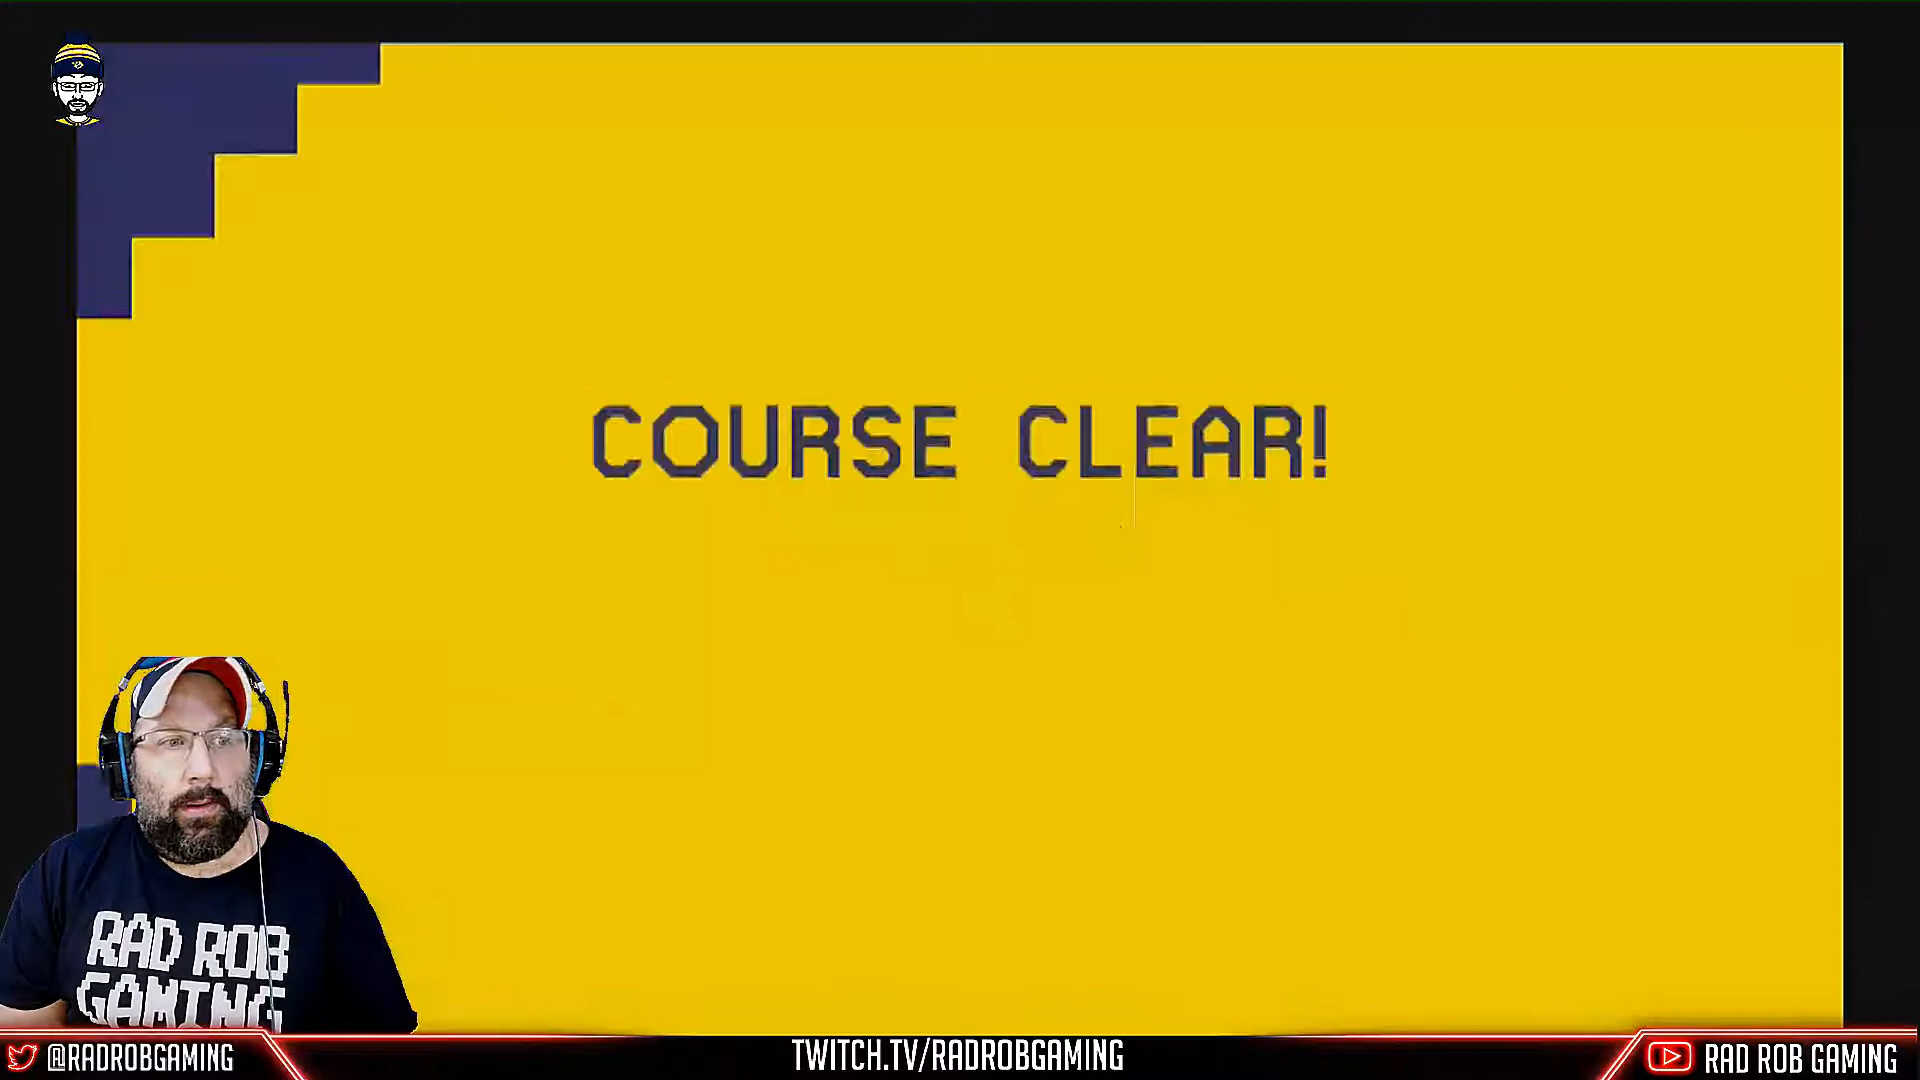 COURSE CLEAR!
RAD ROB
GAMING
@RADROBGAMING
TWITCH.TV/RADROBGAMING
RAD ROB GAMING